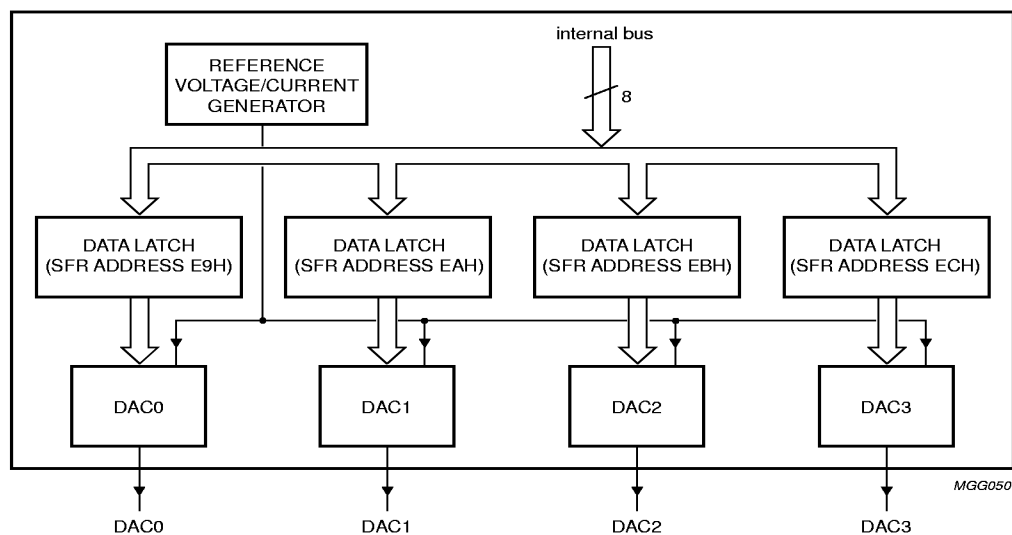 internal bus
REFERENCE
VOLTAGE/CURRENT
GENERATOR
8
DATA LATCH
(SFR ADDRESS E9H)
DATA LATCH
(SFR ADDRESS EAH)
DATA LATCH
(SFR ADDRESS EBH)
DATA LATCH
(SFR ADDRESS ECH)
DAC0
DAC1
DAC2
DAC3
MGG050
DAC0
DAC1
DAC2
DAC3